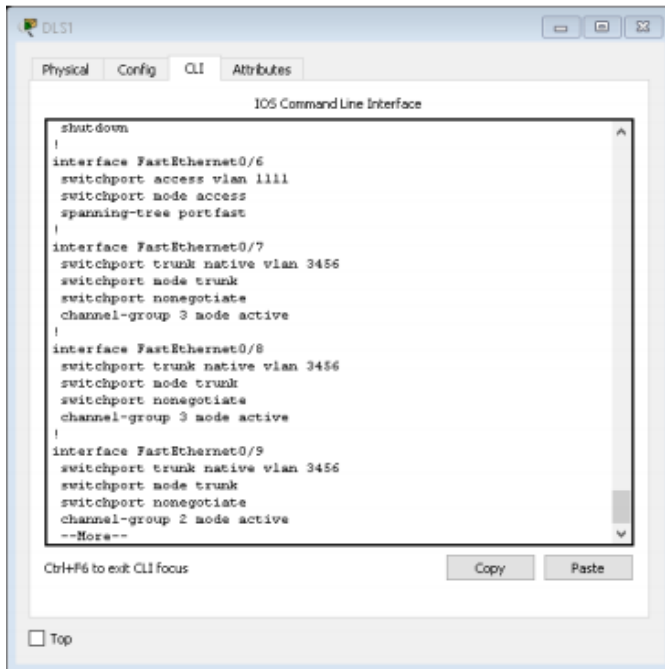 DLS1
Physical Config CLI Attributes
IOS Command Line Interface
shutdown
!
interface FastEthernet0/6
switchport access vlan 1111
switchport mode access
spanning-tree portfast
!
interface FastEthernet0/7
switchport trunk native vlan 3456
switchport mode trunk
switchport nonegotiate
channel-group 3 mode active
!
interface FastEthernet0/8
switchport trunk native vlan 3456
switchport mode trunk
switchport nonegotiate
channel-group 3 mode active
!
interface FastEthernet0/9
switchport trunk native vlan 3456
switchport mode trunk
switchport nonegotiate
channel-group 2 mode active
--More--
Ctrl+F6 to exit CLI focus Copy Paste
Top